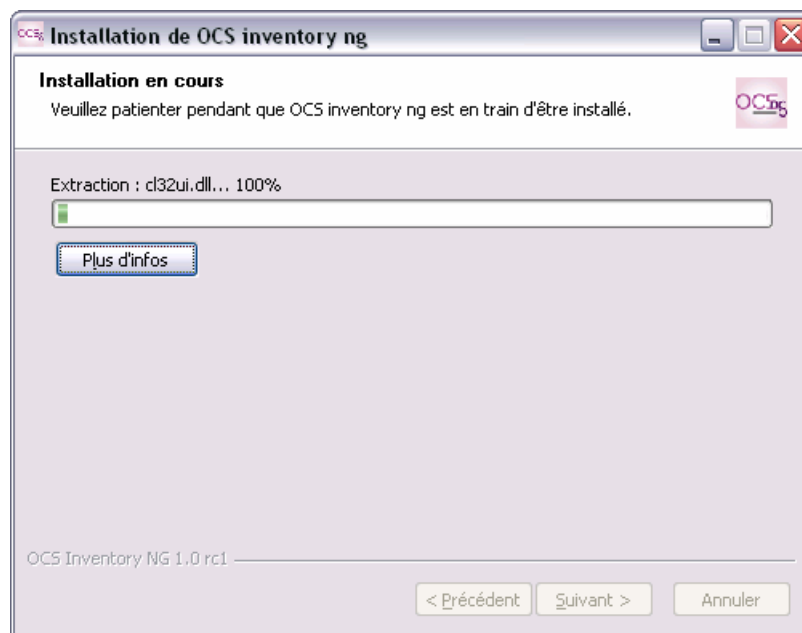 OCS Installation de OCS inventory ng
Installation en cours
Veuillez patienter pendant que OCS inventory ng est en train d'être installé.
Extraction : cl32ui.dll... 100%
Plus d'infos
OCS Inventory NG 1.0 rc1
< Précédent
Suivant >
Annuler